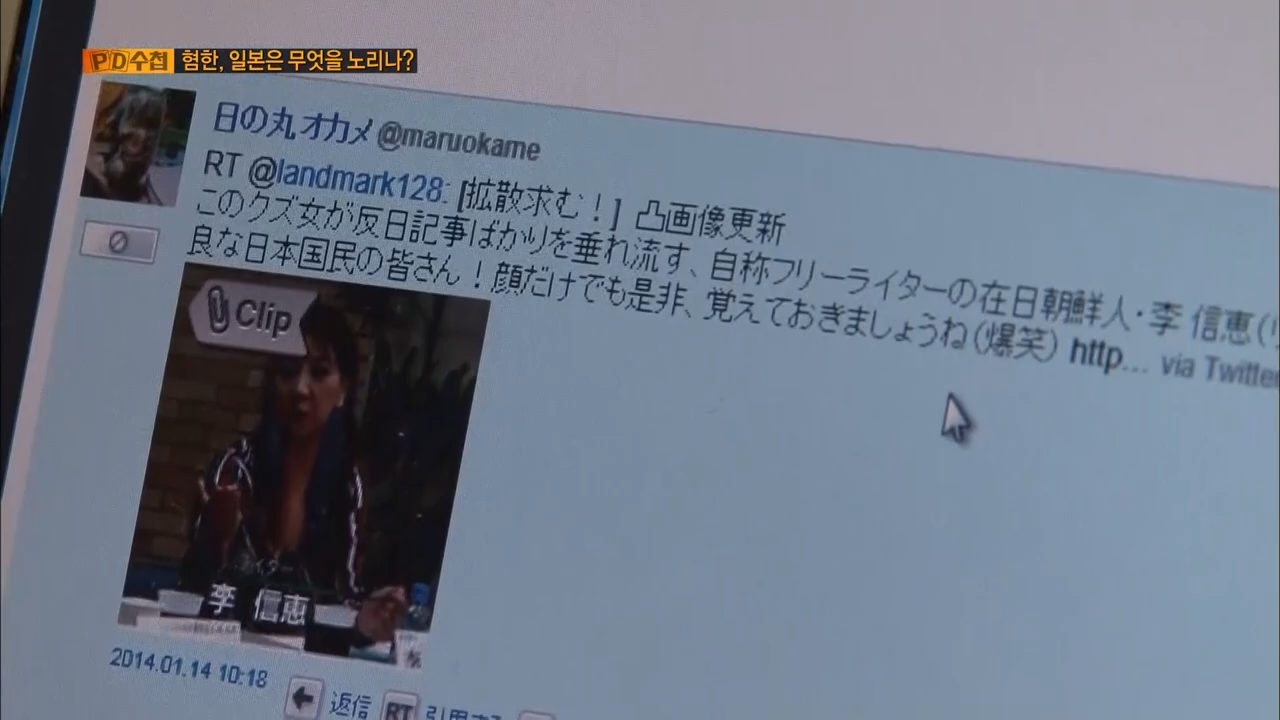 PD수첩 혐한, 일본은 무엇을 노리나?
日の丸オカメ @maruokame
RT @landmark128: [拡散求む！] 凸画像更新
このクズ女が反日記事ばかりを垂れ流す、自称フリーライターの在日朝鮮人・李 信恵(
良な日本国民の皆さん！顔だけでも是非、覚えておきましょうね(爆笑) http... via Twitter
Clip
李 信恵
2014.01.14 10:18
返信 RT 引用する